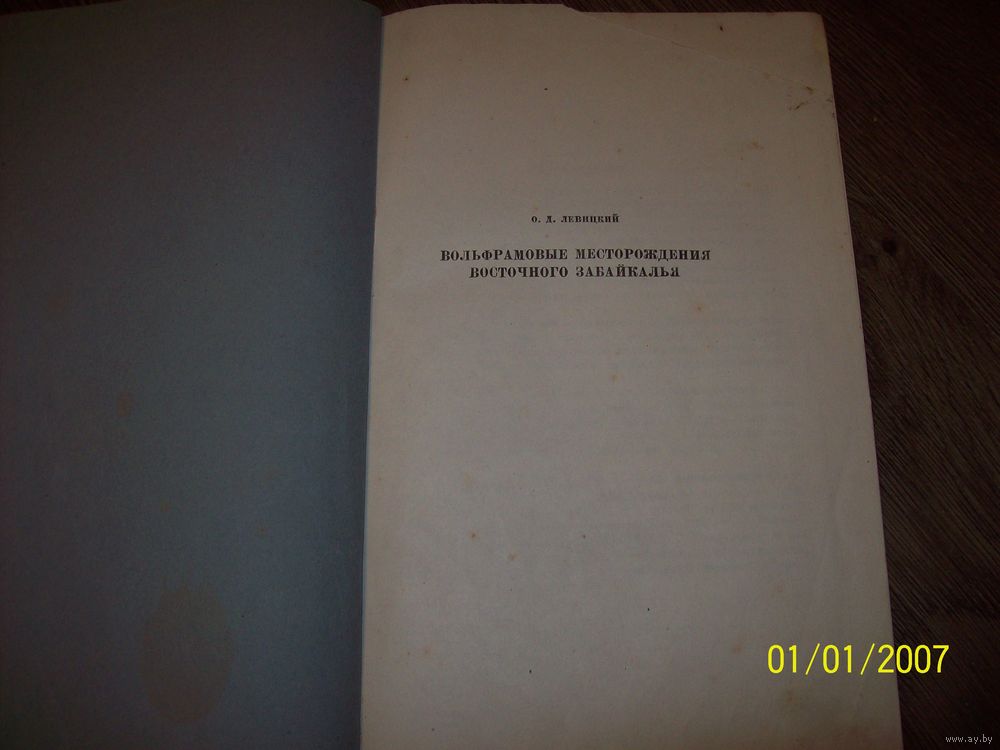 О. Д. ЛЕВИЦКИЙ
ВОЛЬФРАМОВЫЕ МЕСТОРОЖДЕНИЯ
ВОСТОЧНОГО ЗАБАЙКАЛЬЯ
01/01/2007
www.ay.by